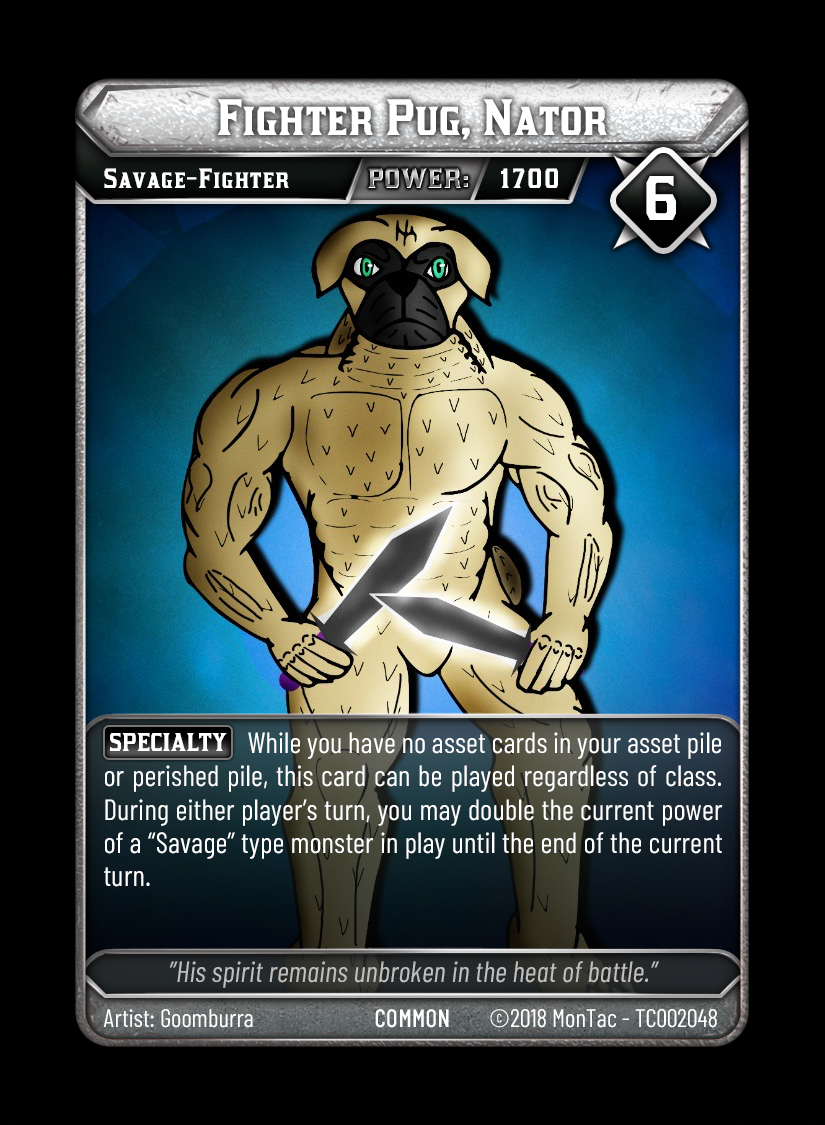 Fighter Pug, Nator
Savage-Fighter POWER: 1700
6
SPECIALTY While you have no asset cards in your asset pile
or perished pile, this card can be played regardless of class.
During either player’s turn, you may double the current power
of a “Savage” type monster in play until the end of the current
turn.
“His spirit remains unbroken in the heat of battle.”
Artist: Goomburra COMMON ©2018 MonTac - TC002048